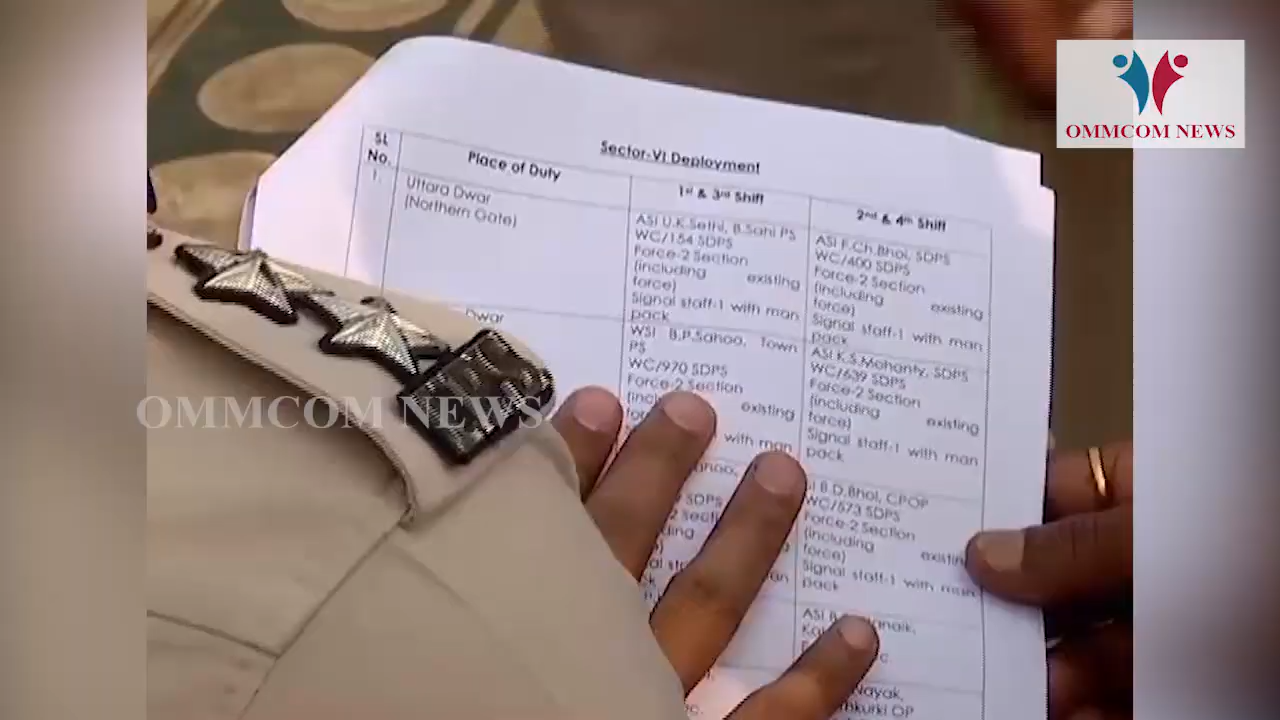 OMMCOM NEWS
Sector-VI Deployment
SL No.
Place of Duty
1st & 3rd Shift
2nd & 4th Shift
1.
Uttara Dwar
(Northern Gate)
ASI U.K.Sethi, B.Sahi PS
WC/154 SDPS
Force-2 Section
(including existing
force)
Signal staff-1 with man
pack
ASI F.Ch.Bhoi, SDPS
WC/400 SDPS
Force-2 Section
(including existing
force)
Signal staff-1 with man
pack
Dwar
WSI B.P.Sahoo, Town
PS
WC/970 SDPS
Force-2 Section
existing
with man
ASI K.S.Mohanty, SDPS
WC/639 SDPS
Force-2 Section
(including existing
force)
Signal staff-1 with man
pack
SDPS
B.D.Bhoi, CPOP
WC/573 SDPS
Force-2 Section
(including existing
force)
Signal staff-1 with man
pack
ASI
Nayak,
OP
OMMCOM NEWS